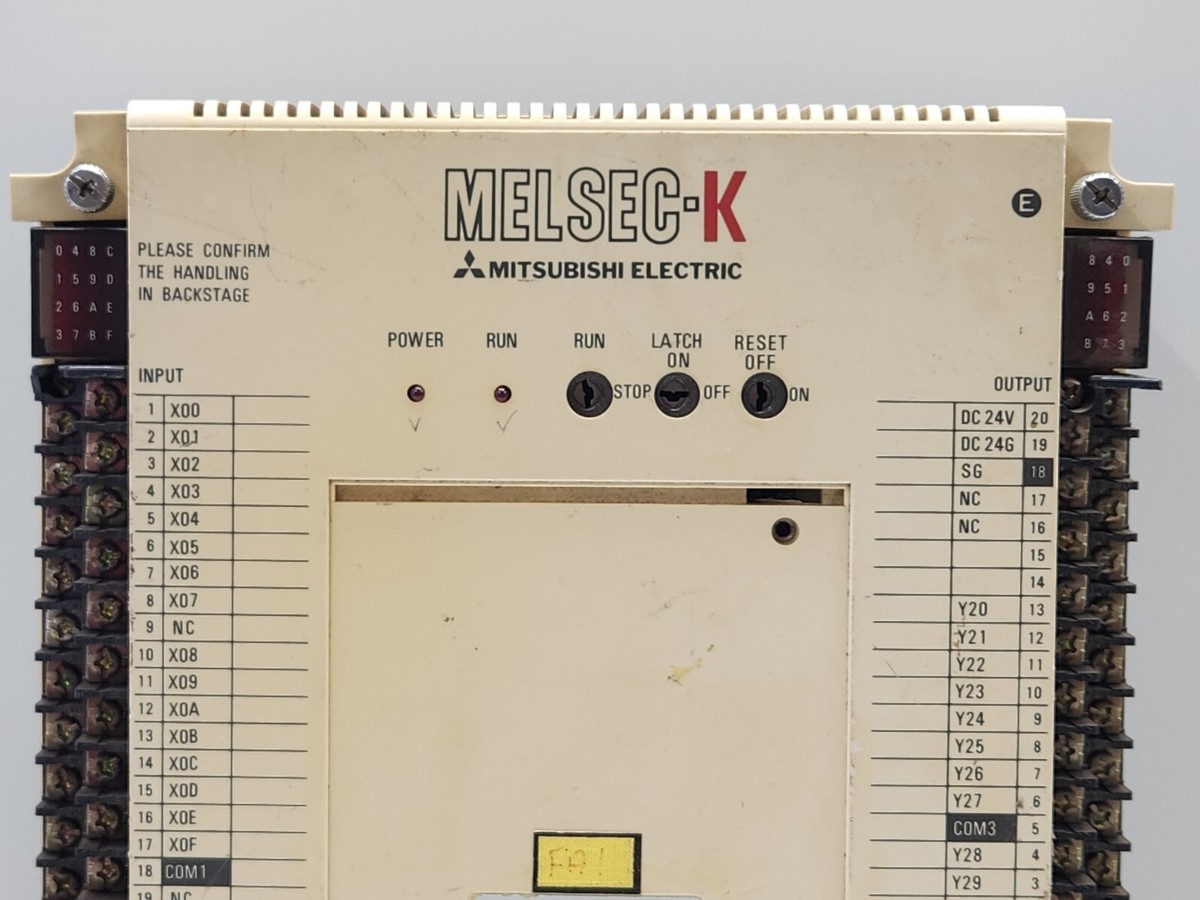 MELSEC-K
MITSUBISHI ELECTRIC
E
PLEASE CONFIRM
THE HANDLING
IN BACKSTAGE
0 4 8 C
1 5 9 D
2 6 A E
3 7 B F
8 4 0
9 5 1
A 6 2
B 7 3
POWER RUN RUN LATCH RESET
ON OFF
STOP OFF ON
INPUT
1 X00
2 X01
3 X02
4 X03
5 X04
6 X05
7 X06
8 X07
9 NC
10 X08
11 X09
12 X0A
13 X0B
14 X0C
15 X0D
16 X0E
17 X0F
18 COM1
19 NC
OUTPUT
DC 24V 20
DC 24G 19
SG 18
NC 17
NC 16
15
14
Y20 13
Y21 12
Y22 11
Y23 10
Y24 9
Y25 8
Y26 7
Y27 6
COM3 5
Y28 4
Y29 3